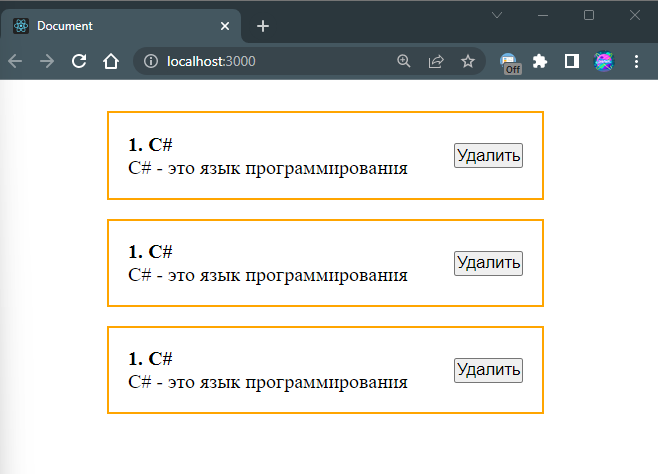 Document
localhost:3000
Off
1. C#
C# - это язык программирования
Удалить
1. C#
C# - это язык программирования
Удалить
1. C#
C# - это язык программирования
Удалить